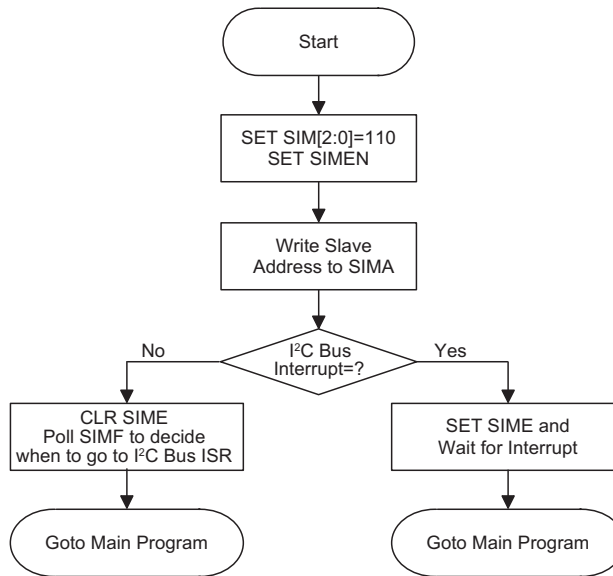 Start
SET SIM[2:0]=110
SET SIMEN
Write Slave
Address to SIMA
I²C Bus
Interrupt=?
No
Yes
CLR SIME
Poll SIMF to decide
when to go to I²C Bus ISR
SET SIME and
Wait for Interrupt
Goto Main Program
Goto Main Program